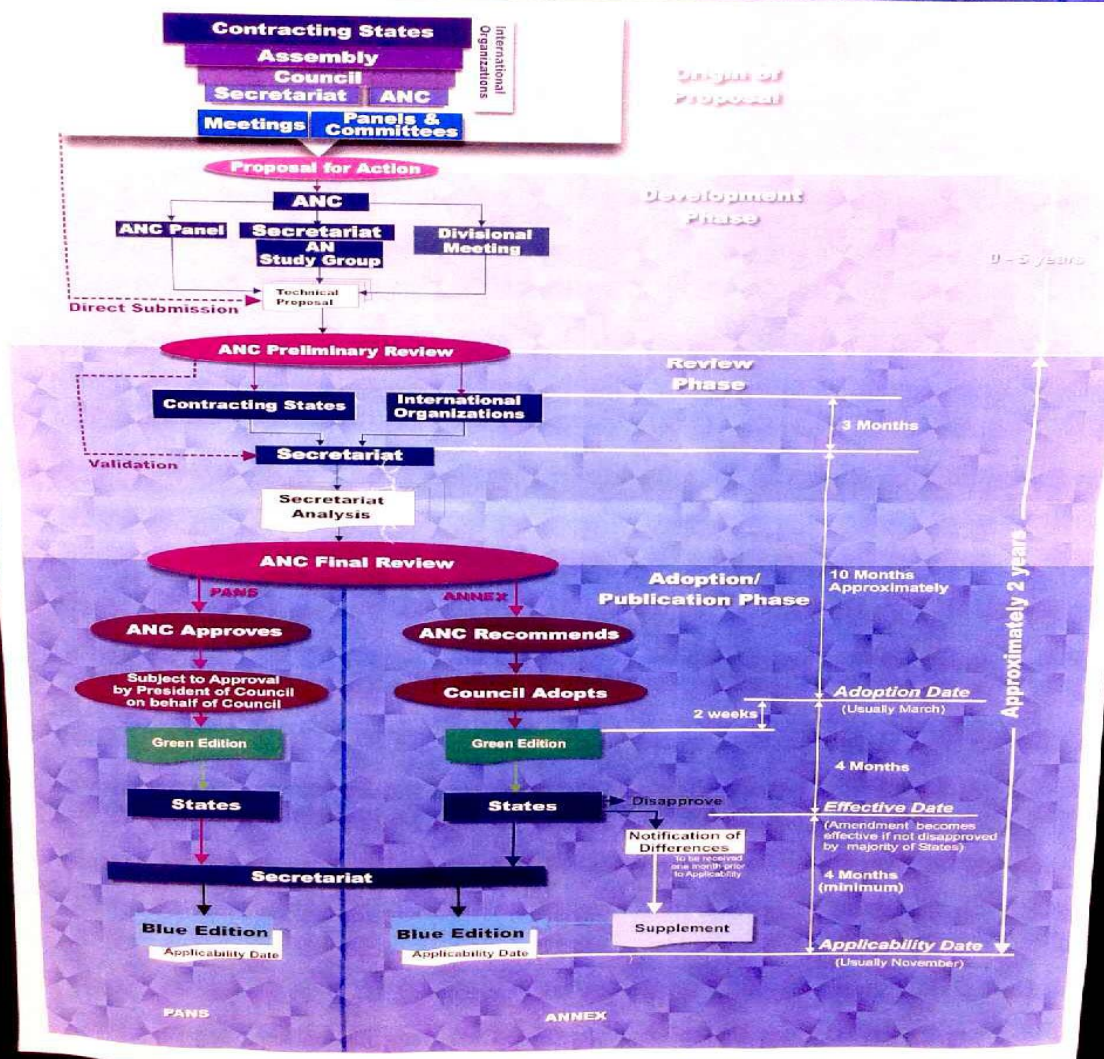 Contracting States
International
Organizations
Assembly
Council
Secretariat
ANC
Meetings
Panels &
Committees
Origin of
Proposal
Proposal for Action
Development
Phase
ANC
ANC Panel
Secretariat
AN
Study Group
Divisional
Meeting
0 - 5 years
Technical
Proposal
Direct Submission
ANC Preliminary Review
Review
Phase
Contracting States
International
Organizations
3 Months
Secretariat
Validation
Secretariat
Analysis
ANC Final Review
PANS
ANNEX
Adoption/
Publication Phase
10 Months
Approximately
Approximately 2 years
ANC Approves
ANC Recommends
Subject to Approval
by President of Council
on behalf of Council
Council Adopts
Adoption Date
(Usually March)
2 weeks
Green Edition
Green Edition
4 Months
States
States
Disapprove
Effective Date
(Amendment becomes
effective if not disapproved
by majority of States)
Notification of
Differences
To be received
one month prior
to Applicability
4 Months
(minimum)
Secretariat
Blue Edition
Applicability Date
Blue Edition
Applicability Date
Supplement
Applicability Date
(Usually November)
PANS
ANNEX